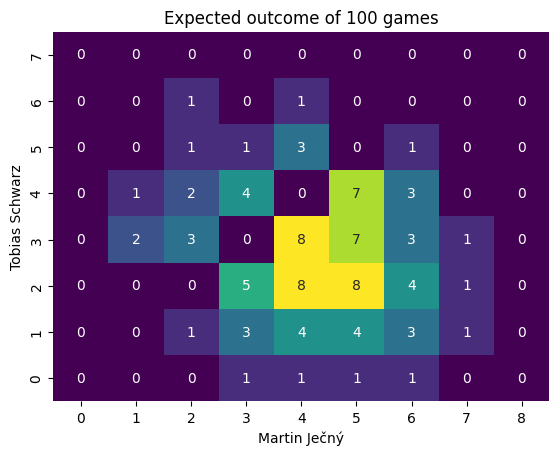 Expected outcome of 100 games
Tobias Schwarz
7 0 0 0 0 0 0 0 0 0
6 0 0 1 0 1 0 0 0 0
5 0 0 1 1 3 0 1 0 0
4 0 1 2 4 0 7 3 0 0
3 0 2 3 0 8 7 3 1 0
2 0 0 0 5 8 8 4 1 0
1 0 0 1 3 4 4 3 1 0
0 0 0 0 1 1 1 1 0 0
0 1 2 3 4 5 6 7 8
Martin Ječný